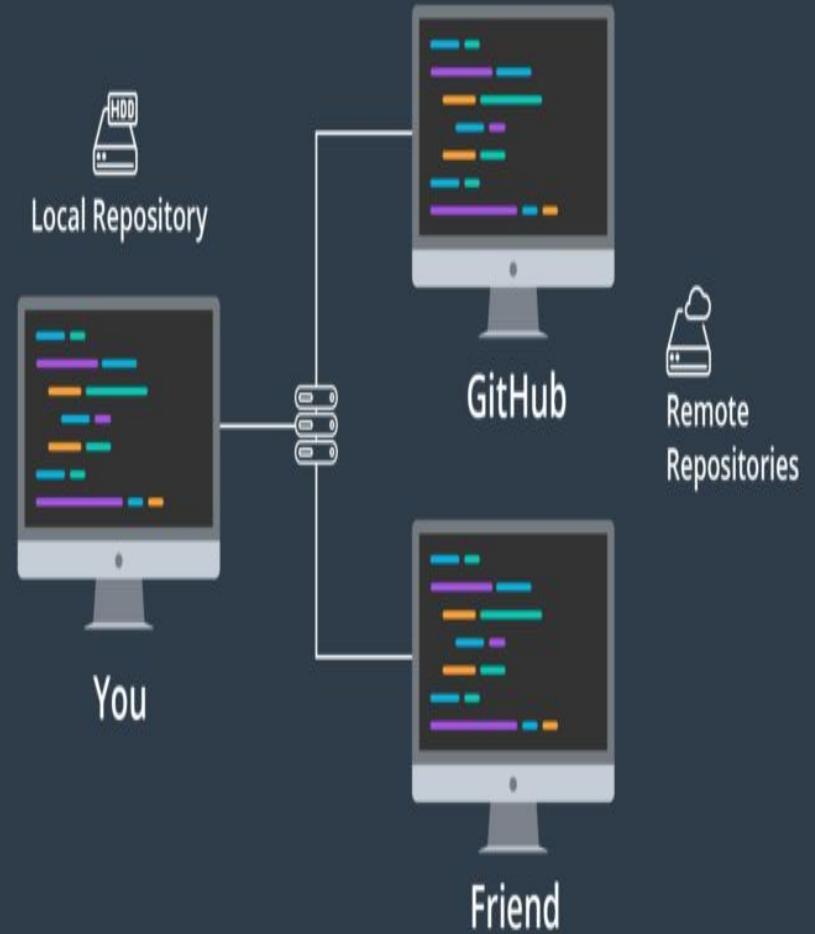 HDD
Local Repository
You
GitHub
Remote
Repositories
Friend